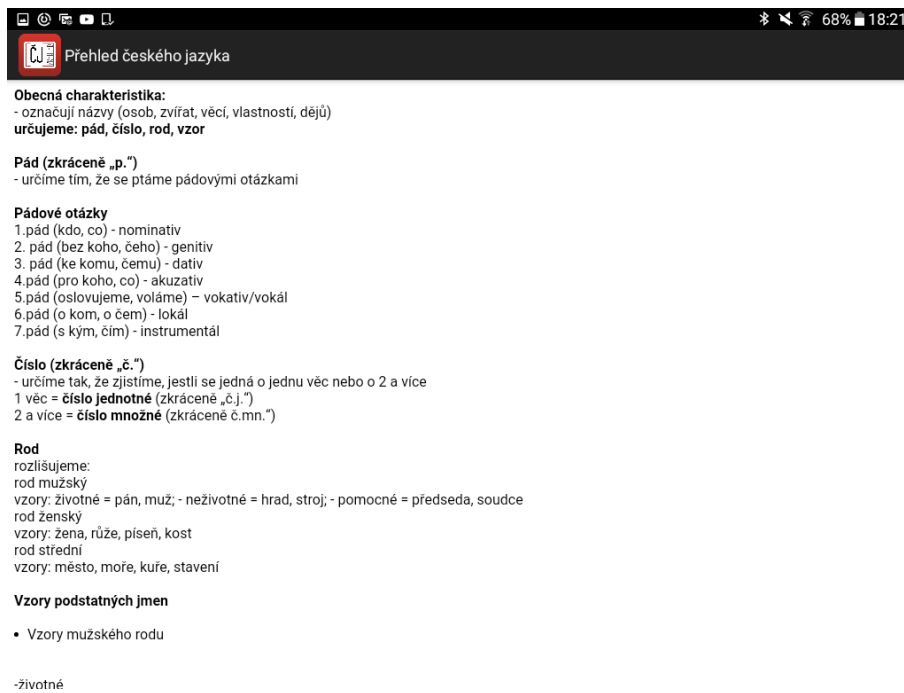 68% 18:21
ČJ Přehled českého jazyka
Obecná charakteristika:
- označují názvy (osob, zvířat, věcí, vlastností, dějů)
určujeme: pád, číslo, rod, vzor
Pád (zkráceně „p.“)
- určíme tím, že se ptáme pádovými otázkami
Pádové otázky
1.pád (kdo, co) - nominativ
2. pád (bez koho, čeho) - genitiv
3. pád (ke komu, čemu) - dativ
4.pád (pro koho, co) - akuzativ
5.pád (oslovujeme, voláme) – vokativ/vokál
6.pád (o kom, o čem) - lokál
7.pád (s kým, čím) - instrumentál
Číslo (zkráceně „č.“)
- určíme tak, že zjistíme, jestli se jedná o jednu věc nebo o 2 a více
1 věc = číslo jednotné (zkráceně „č.j.“)
2 a více = číslo množné (zkráceně č.mn.“)
Rod
rozlišujeme:
rod mužský
vzory: životné = pán, muž; - neživotné = hrad, stroj; - pomocné = předseda, soudce
rod ženský
vzory: žena, růže, píseň, kost
rod střední
vzory: město, moře, kuře, stavení
Vzory podstatných jmen
• Vzory mužského rodu
-životné